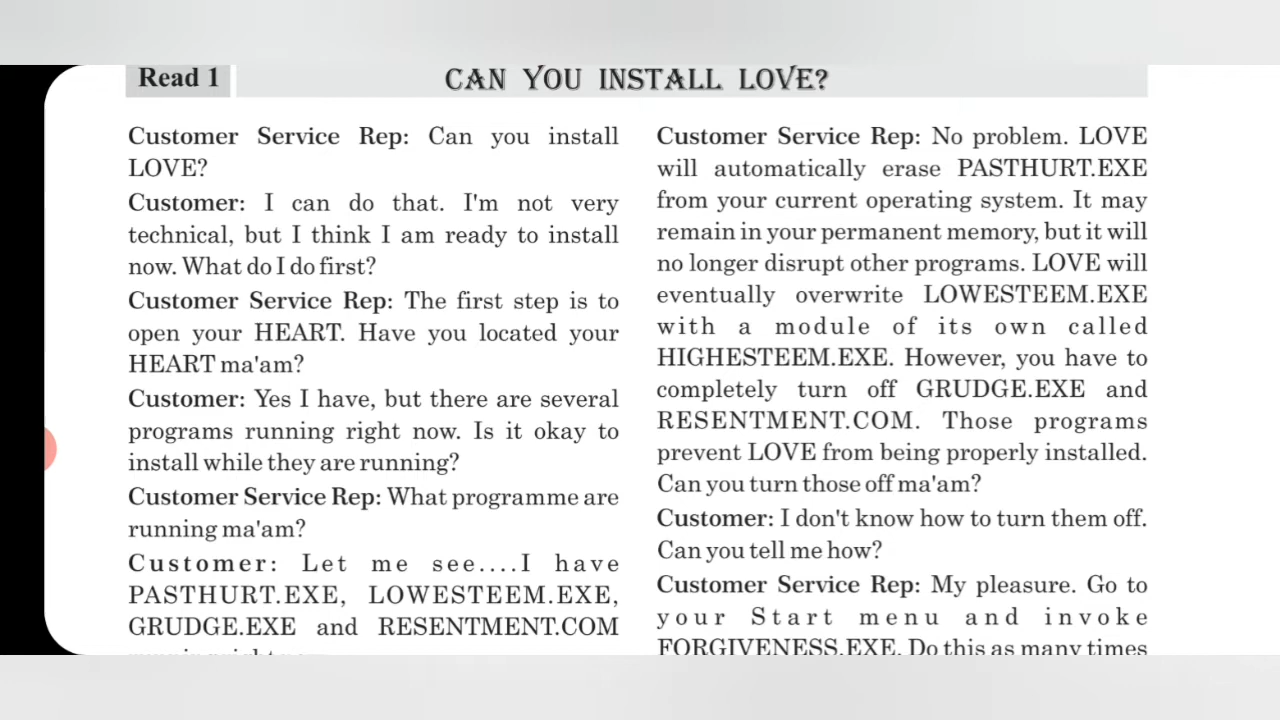 Read 1
CAN YOU INSTALL LOVE?
Customer Service Rep: Can you install
LOVE?
Customer: I can do that. I'm not very
technical, but I think I am ready to install
now. What do I do first?
Customer Service Rep: The first step is to
open your HEART. Have you located your
HEART ma'am?
Customer: Yes I have, but there are several
programs running right now. Is it okay to
install while they are running?
Customer Service Rep: What programme are
running ma'am?
Customer: Let me see....I have
PASTHURT.EXE, LOWESTEEM.EXE,
GRUDGE.EXE and RESENTMENT.COM
Customer Service Rep: No problem. LOVE
will automatically erase PASTHURT.EXE
from your current operating system. It may
remain in your permanent memory, but it will
no longer disrupt other programs. LOVE will
eventually overwrite LOWESTEEM.EXE
with a module of its own called
HIGHESTEEM.EXE. However, you have to
completely turn off GRUDGE.EXE and
RESENTMENT.COM. Those programs
prevent LOVE from being properly installed.
Can you turn those off ma'am?
Customer: I don't know how to turn them off.
Can you tell me how?
Customer Service Rep: My pleasure. Go to
your Start menu and invoke
FORGIVENESS.EXE. Do this as many times